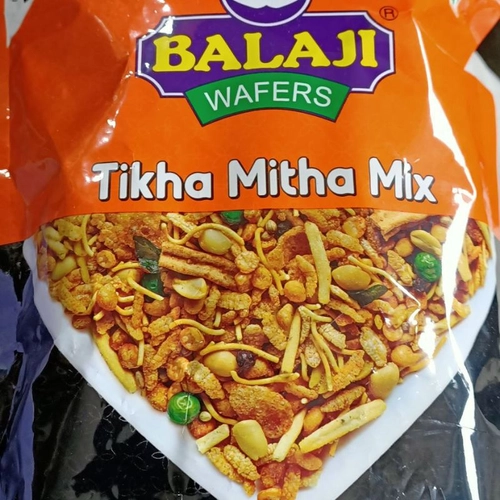 BALAJI
®
WAFERS
Tikha Mitha Mix